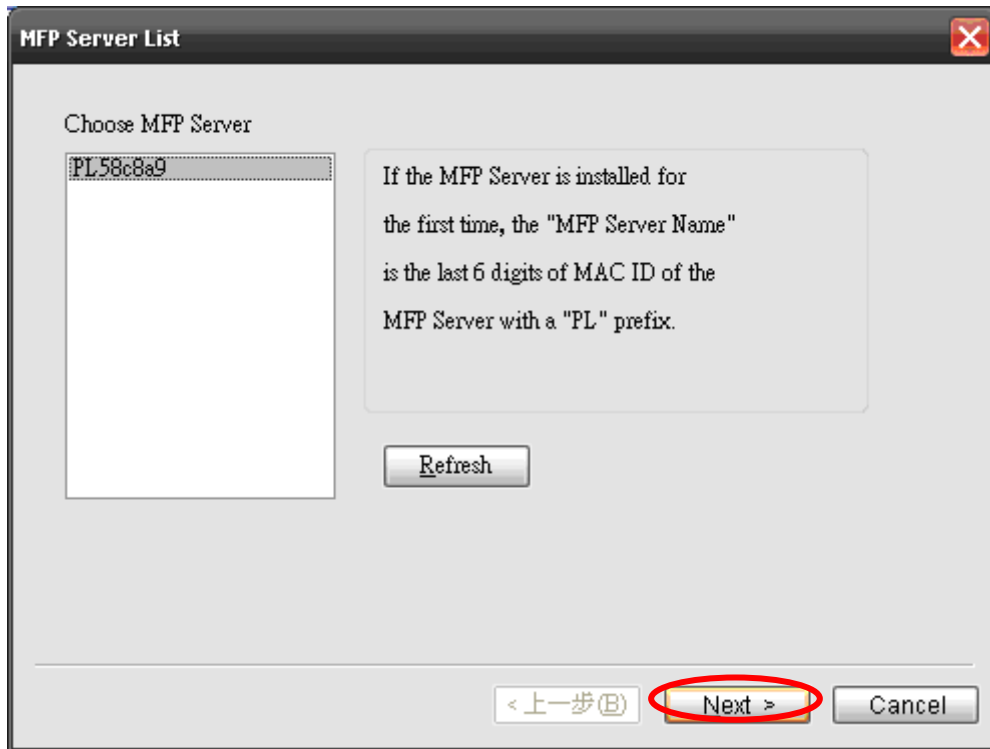 MFP Server List
Choose MFP Server
PL58c8a9
If the MFP Server is installed for
the first time, the "MFP Server Name"
is the last 6 digits of MAC ID of the
MFP Server with a "PL" prefix.
Refresh
<上一步(B) Next > Cancel